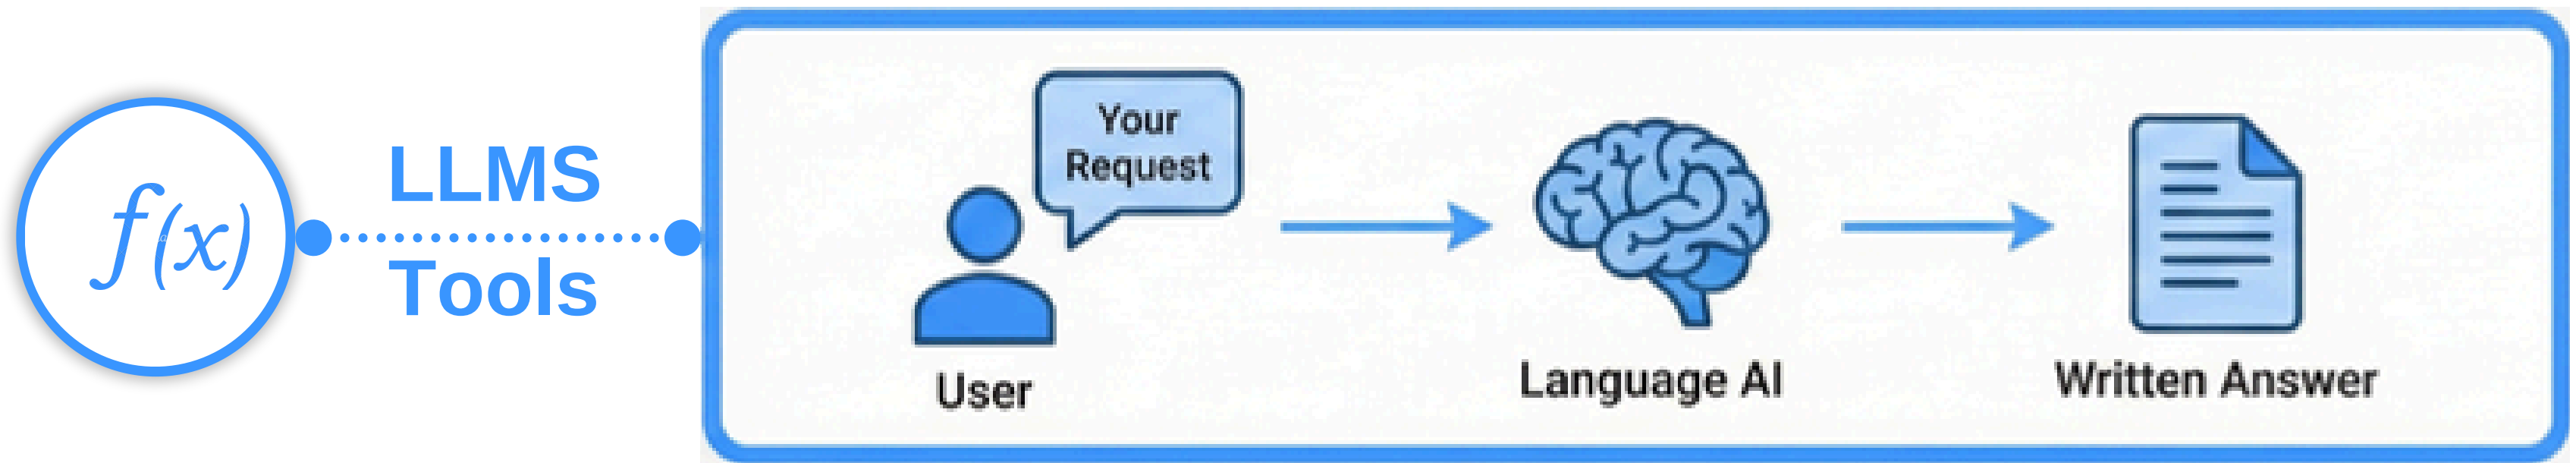 f(x)
LLMS
Tools
Your
Request
User
Language AI
Written Answer